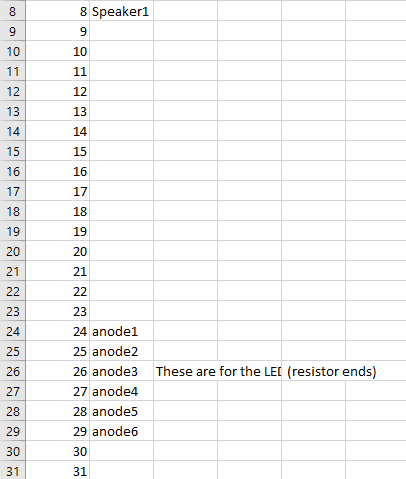 8 8 Speaker1
9 9
10 10
11 11
12 12
13 13
14 14
15 15
16 16
17 17
18 18
19 19
20 20
21 21
22 22
23 23
24 24 anode1
25 25 anode2
26 26 anode3 These are for the LE (resistor ends)
27 27 anode4
28 28 anode5
29 29 anode6
30 30
31 31